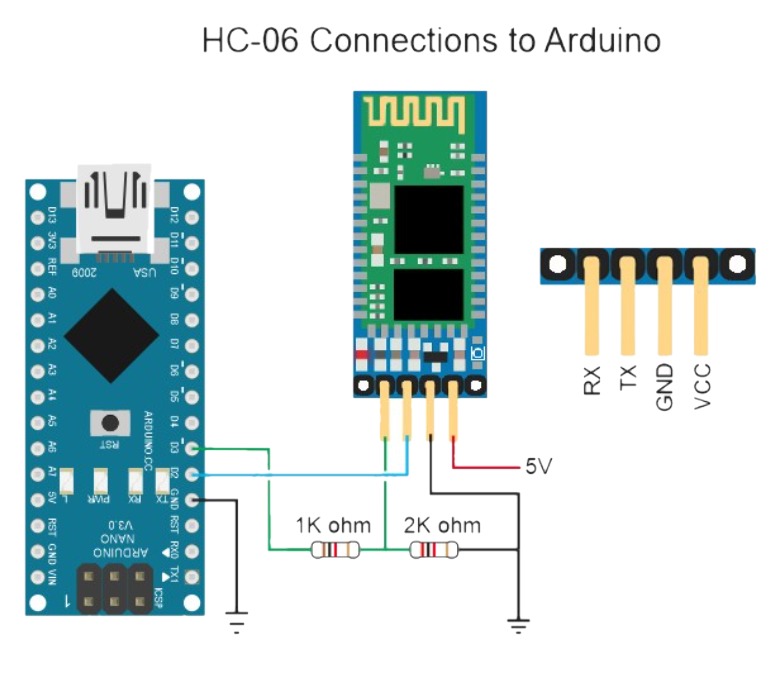 HC-06 Connections to Arduino
D13
3V3
REF
A0
A1
A2
A3
A4
A5
A6
A7
5V
RST
GND
VIN
D12
D11
D10
D9
D8
D7
D6
D5
D4
D3
D2
GND
RST
RX0
TX1
2009
USA
RST
ARDUINO.CC
L
PWR
RX
TX
ARDUINO
NANO
V3.0
1
ICSP
RX
TX
GND
VCC
5V
1K ohm
2K ohm